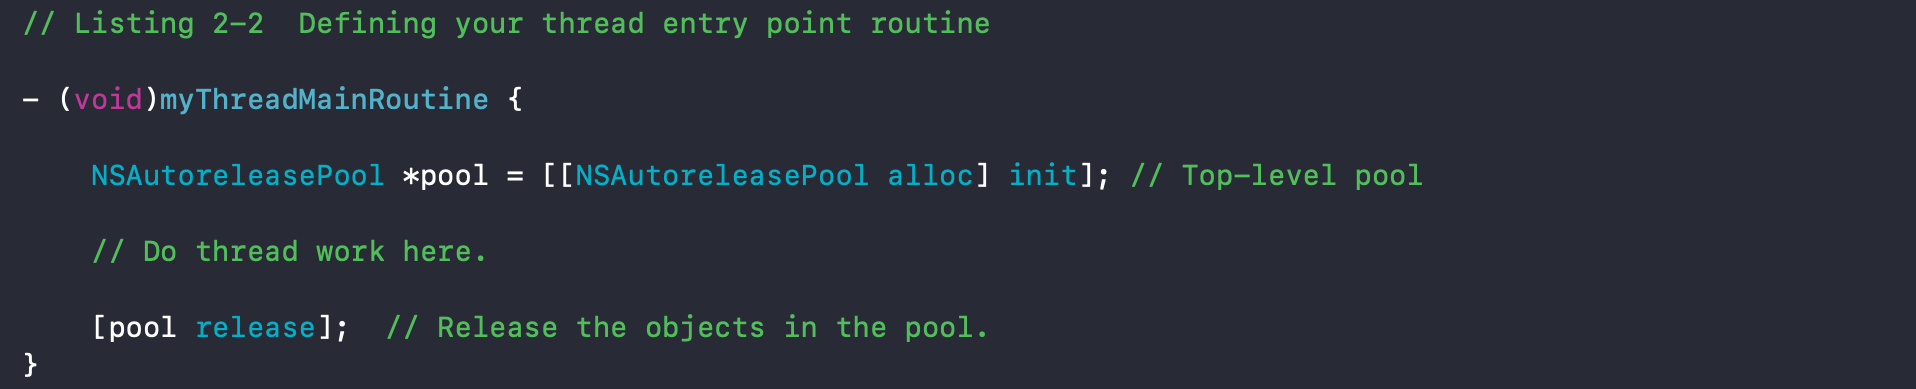 // Listing 2-2  Defining your thread entry point routine
- (void)myThreadMainRoutine {
    NSAutoreleasePool *pool = [[NSAutoreleasePool alloc] init]; // Top-level pool
    // Do thread work here.
    [pool release];  // Release the objects in the pool.
}